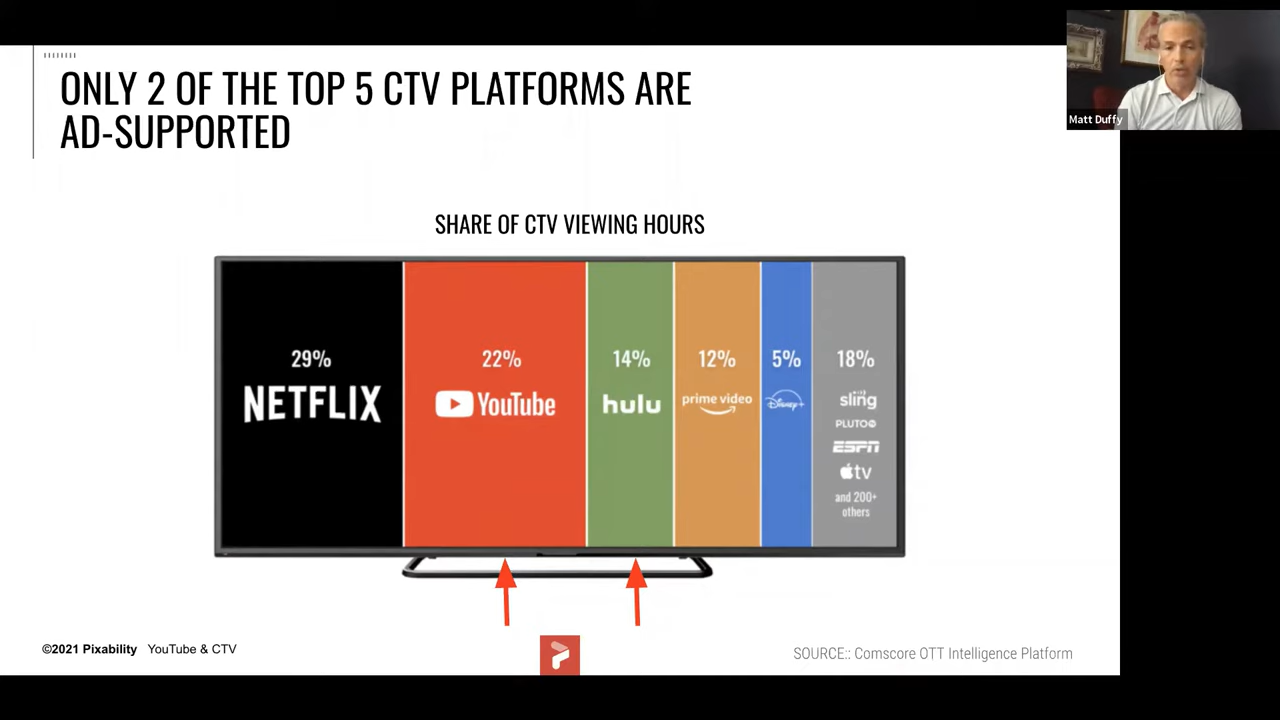 ONLY 2 OF THE TOP 5 CTV PLATFORMS ARE
AD-SUPPORTED
Matt Duffy
SHARE OF CTV VIEWING HOURS
29%
NETFLIX
22%
YouTube
14%
hulu
12%
prime video
5%
Disney+
18%
sling
PLUTO TV
ESPN
tv
and 200+
others
©2021 Pixability YouTube & CTV
SOURCE:: Comscore OTT Intelligence Platform